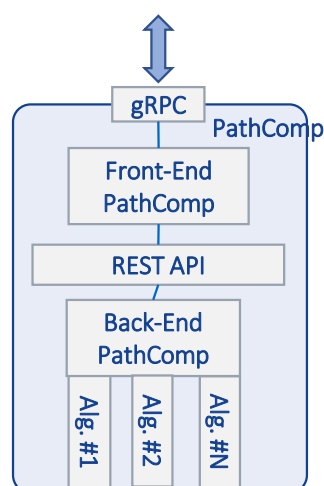 gRPC
PathComp
Front-End
PathComp
REST API
Back-End
PathComp
Alg. #1
Alg. #2
Alg. #N